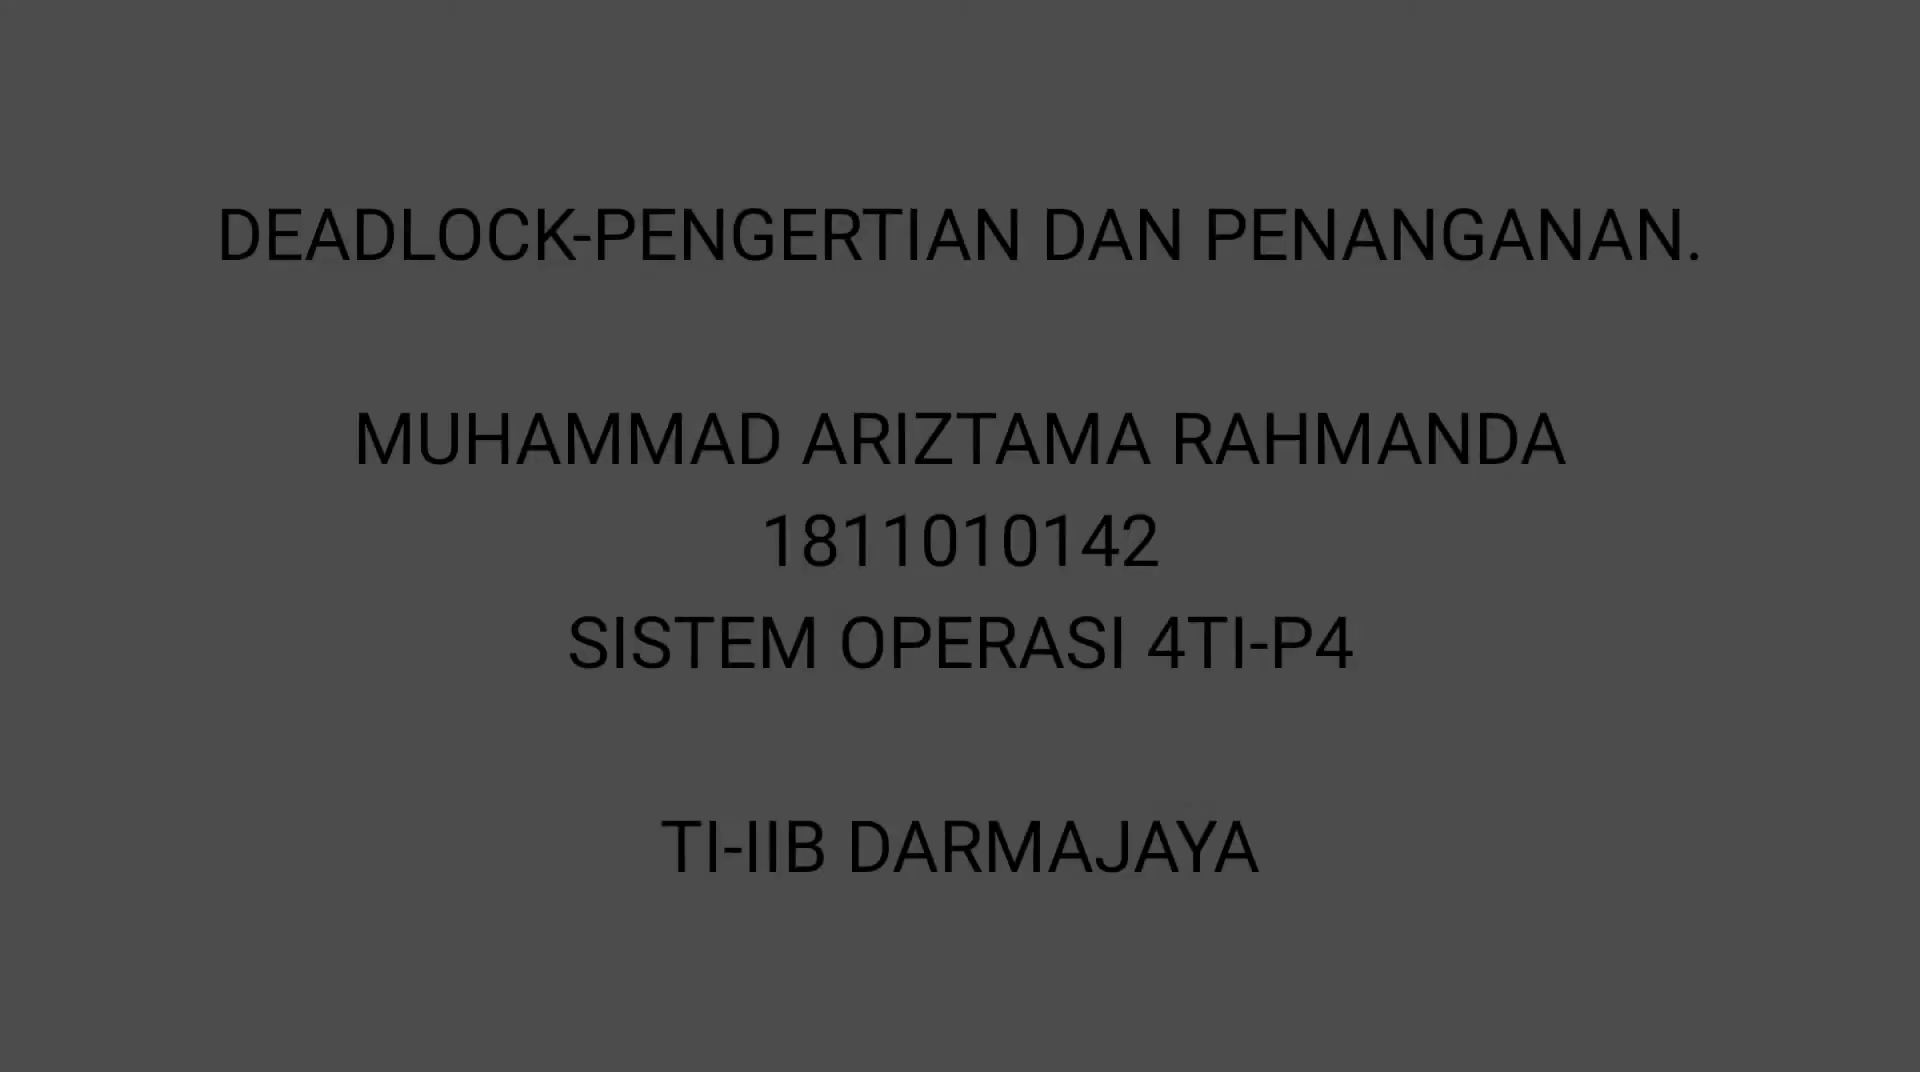 DEADLOCK-PENGERTIAN DAN PENANGANAN.
MUHAMMAD ARIZTAMA RAHMANDA
1811010142
SISTEM OPERASI 4TI-P4
TI-IIB DARMAJAYA